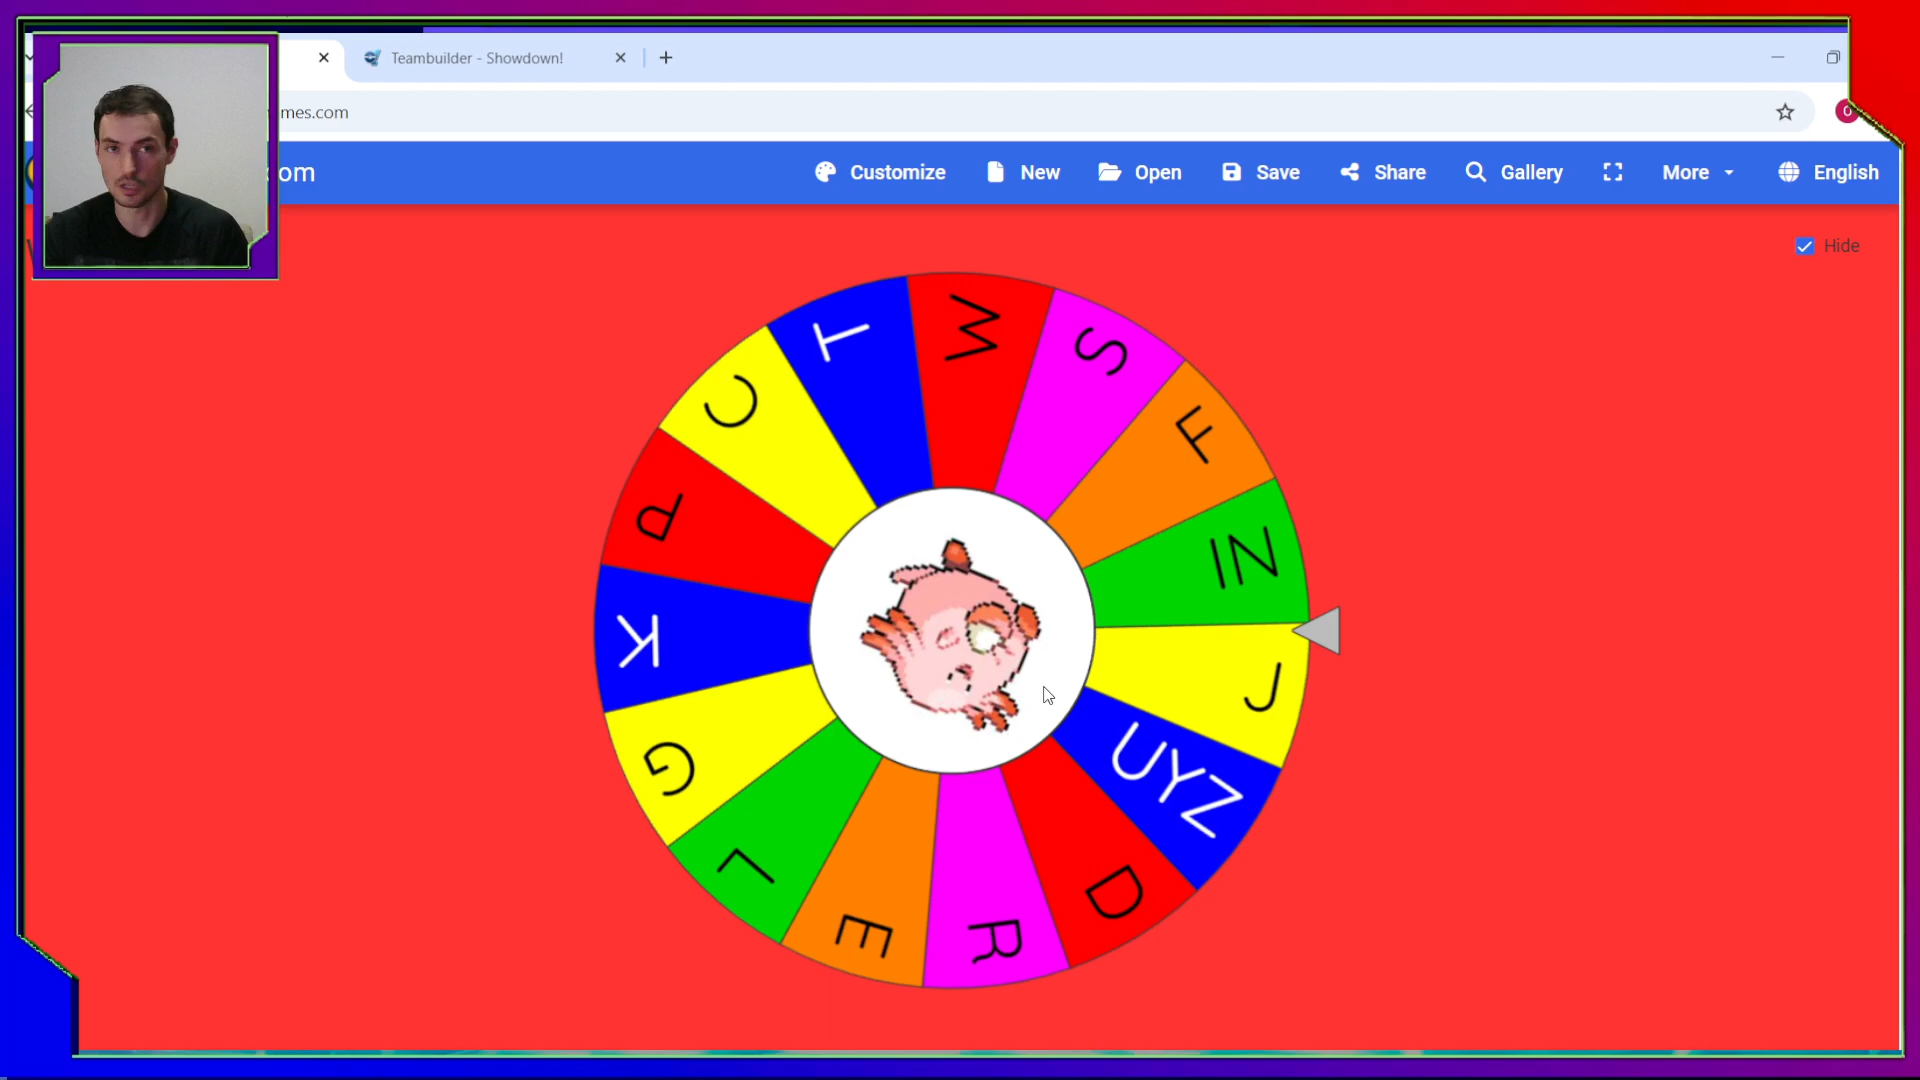 Teambuilder - Showdown!
mes.com
om
Customize
New
Open
Save
Share
Gallery
More
English
Hide
W
S
F
IN
J
UYZ
D
R
E
L
G
K
P
C
T